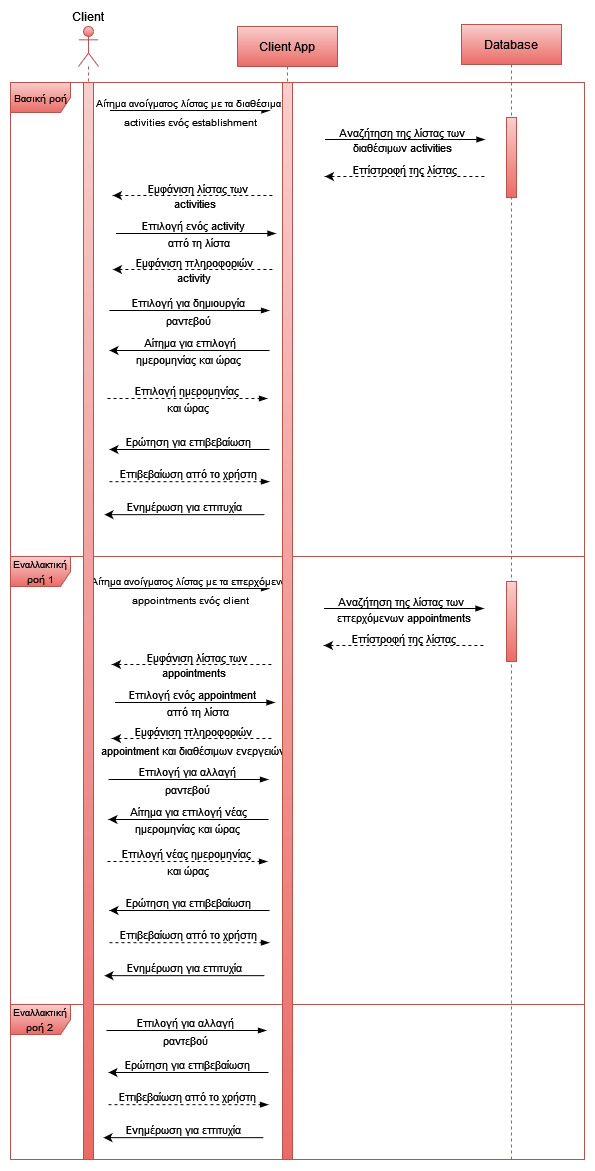 Client
Client App
Database
Βασική ροή
Αίτημα ανοίγματος λίστας με τα διαθέσιμα
activities ενός establishment
Αναζήτηση της λίστας των
διαθέσιμων activities
Επίστροφή της λίστας
Εμφάνιση λίστας των
activities
Επιλογή ενός activity
από τη λίστα
Εμφάνιση πληροφοριών
activity
Επιλογή για δημιουργία
ραντεβού
Αίτημα για επιλογή
ημερομηνίας και ώρας
Επιλογή ημερομηνίας
και ώρας
Ερώτηση για επιβεβαίωση
Επιβεβαίωση από το χρήστη
Ενημέρωση για επιτυχία
Εναλλακτική
ροή 1
Αίτημα ανοίγματος λίστας με τα επερχόμενα
appointments ενός client
Αναζήτηση της λίστας των
επερχόμενων appointments
Επίστροφή της λίστας
Εμφάνιση λίστας των
appointments
Επιλογή ενός appointment
από τη λίστα
Εμφάνιση πληροφοριών
appointment και διαθέσιμων ενεργειών
Επιλογή για αλλαγή
ραντεβού
Αίτημα για επιλογή νέας
ημερομηνίας και ώρας
Επιλογή νέας ημερομηνίας
και ώρας
Ερώτηση για επιβεβαίωση
Επιβεβαίωση από το χρήστη
Ενημέρωση για επιτυχία
Εναλλακτική
ροή 2
Επιλογή για αλλαγή
ραντεβού
Ερώτηση για επιβεβαίωση
Επιβεβαίωση από το χρήστη
Ενημέρωση για επιτυχία